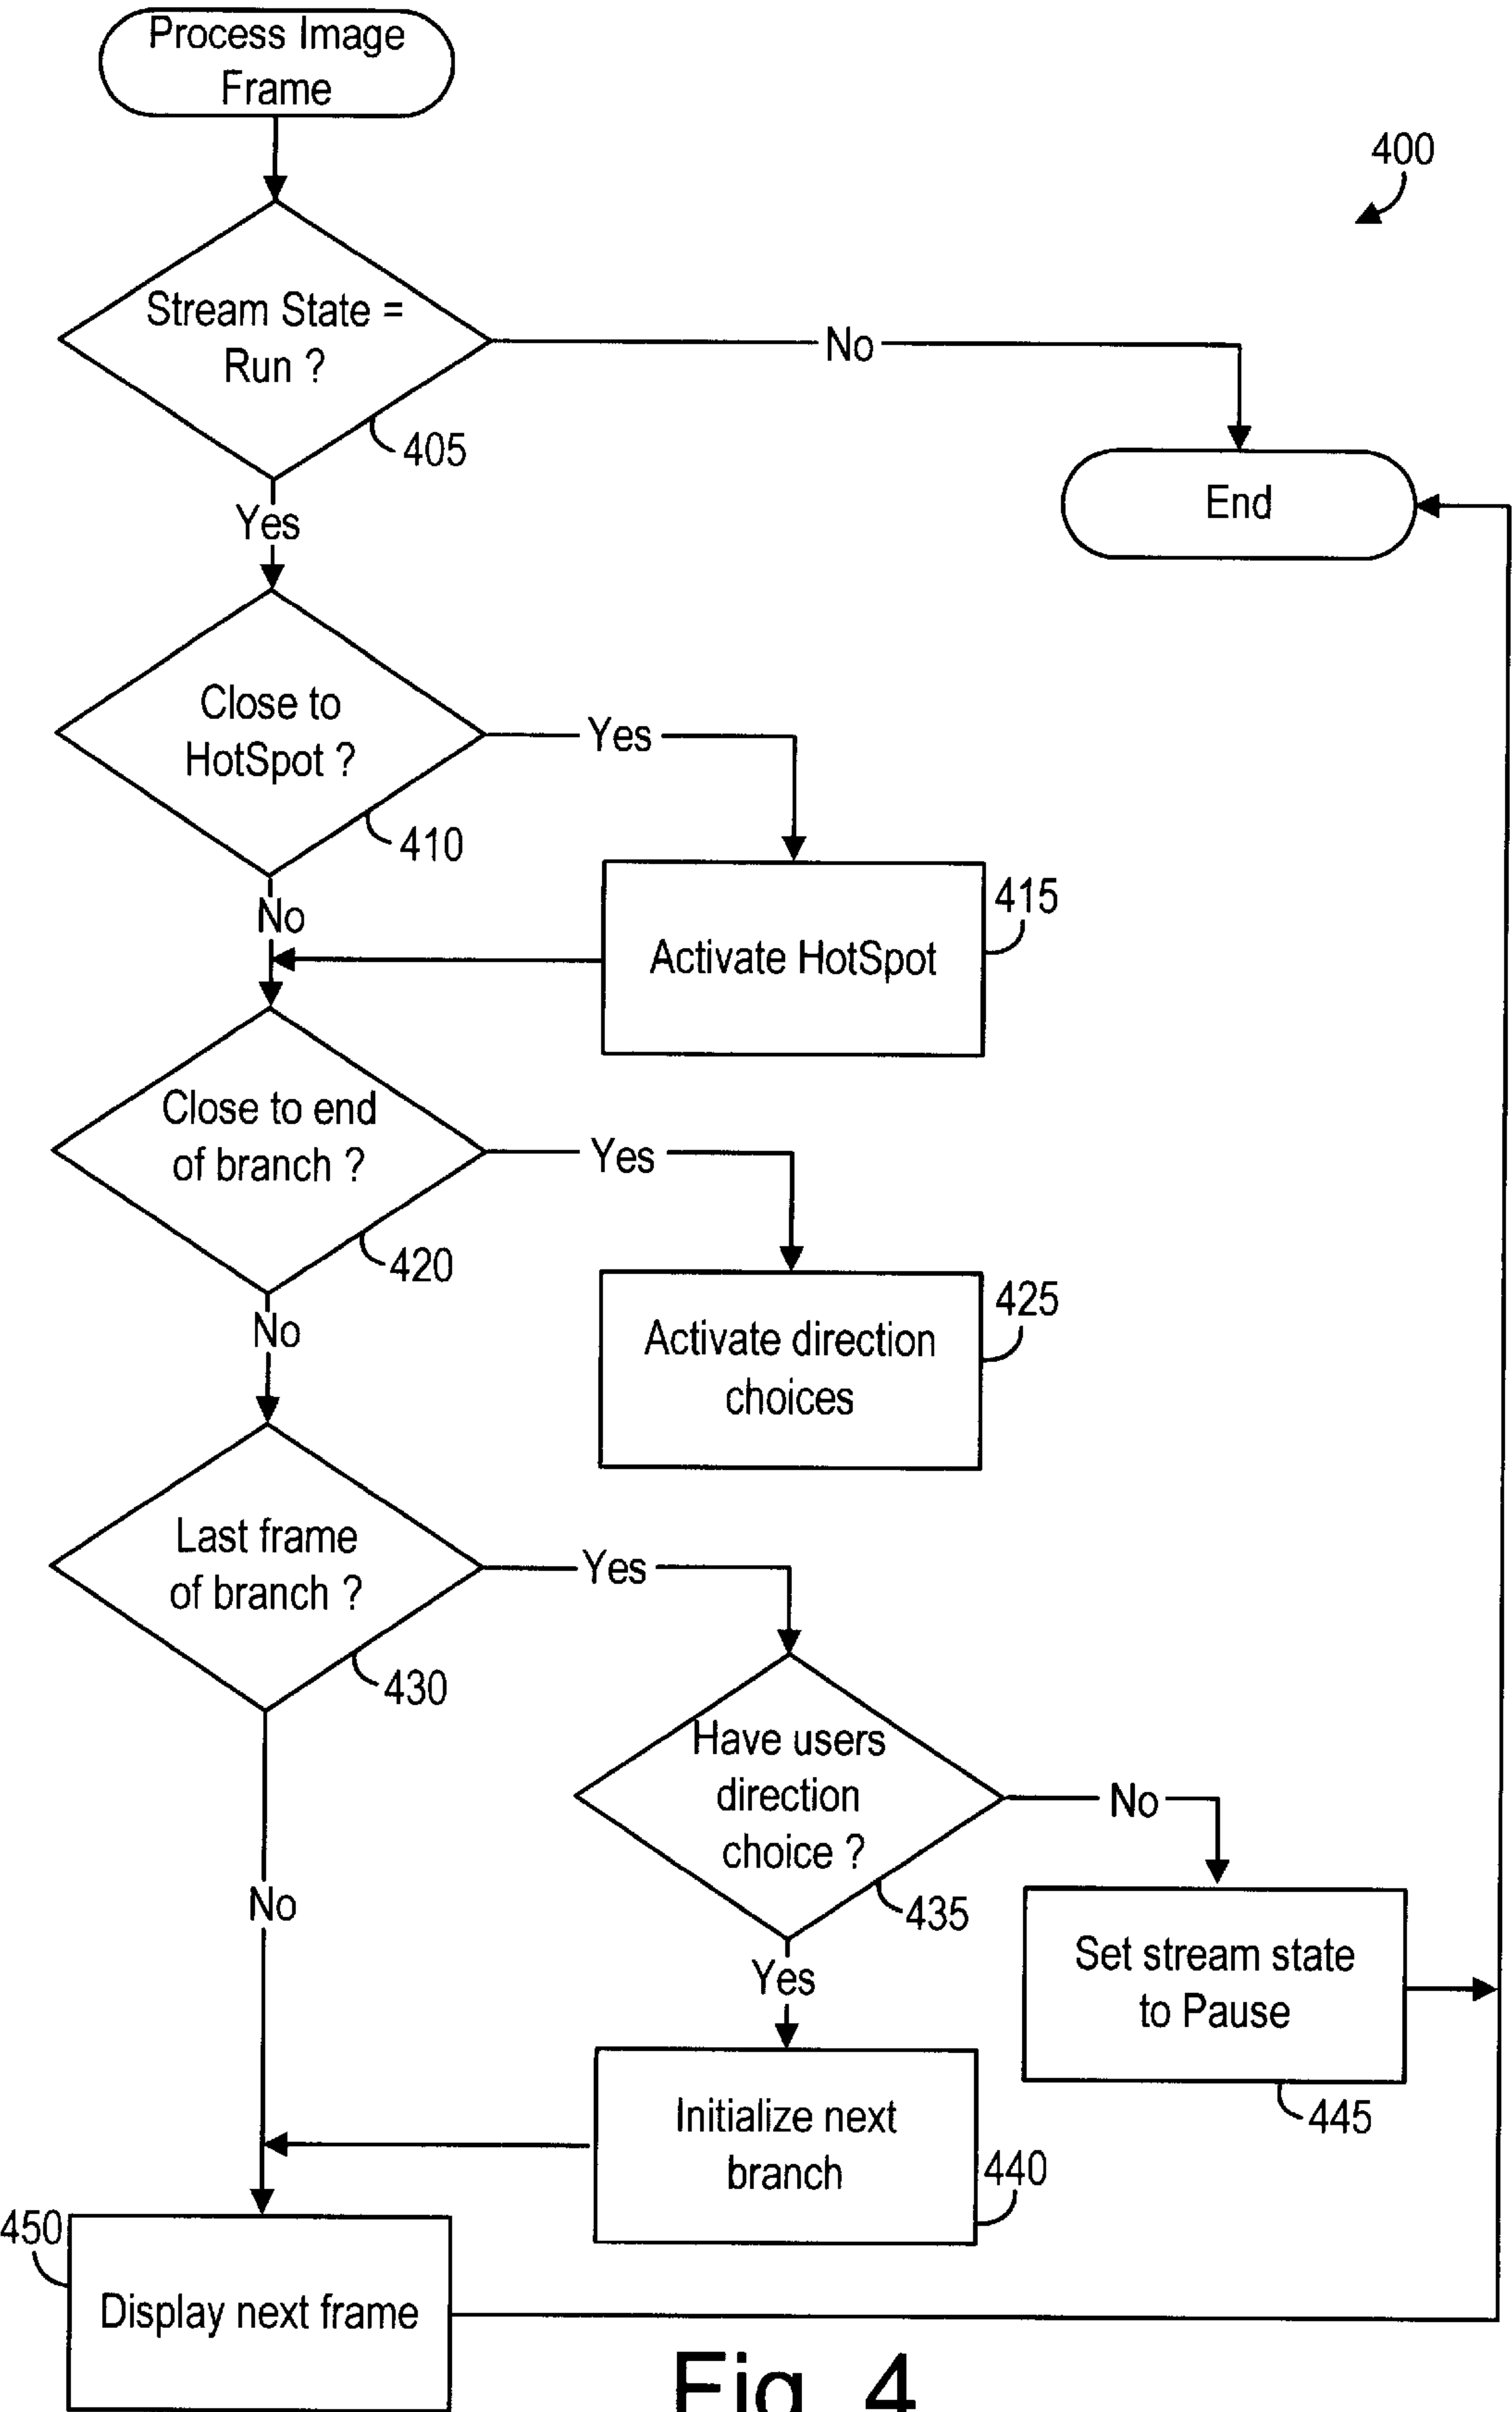 Process Image
Frame
400
Stream State =
Run ?
No
405
End
Yes
Close to
HotSpot ?
Yes
410
415
No
Activate HotSpot
Close to end
of branch ?
Yes
420
425
No
Activate direction
choices
Last frame
of branch ?
Yes
430
Have users
direction
choice ?
No
No
435
Yes
Set stream state
to Pause
445
Initialize next
branch
440
450
Display next frame
Fig. 4